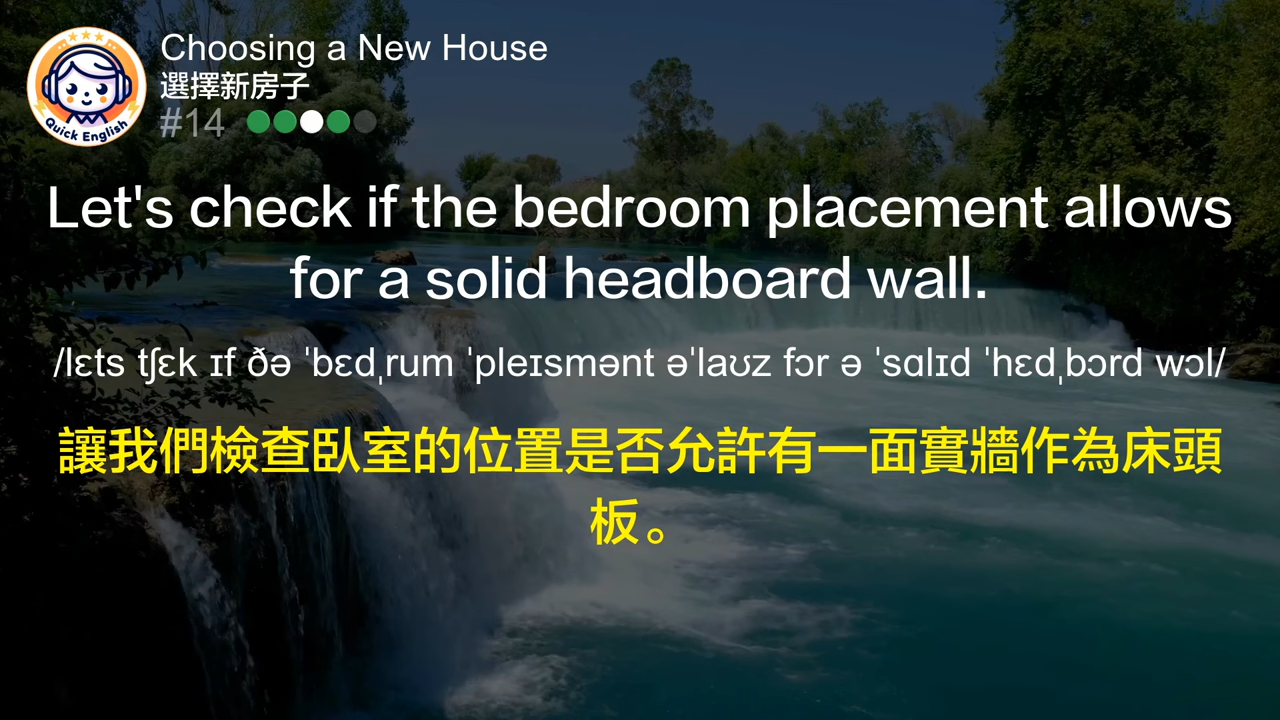 Quick English
Choosing a New House
選擇新房子
#14
Let's check if the bedroom placement allows
for a solid headboard wall.
/lɛts tʃɛk ɪf ðə ˈbɛdˌrum ˈpleɪsmənt əˈlaʊz fɔr ə ˈsɑlɪd ˈhɛdˌbɔrd wɔl/
讓我們檢查臥室的位置是否允許有一面實牆作為床頭
板。